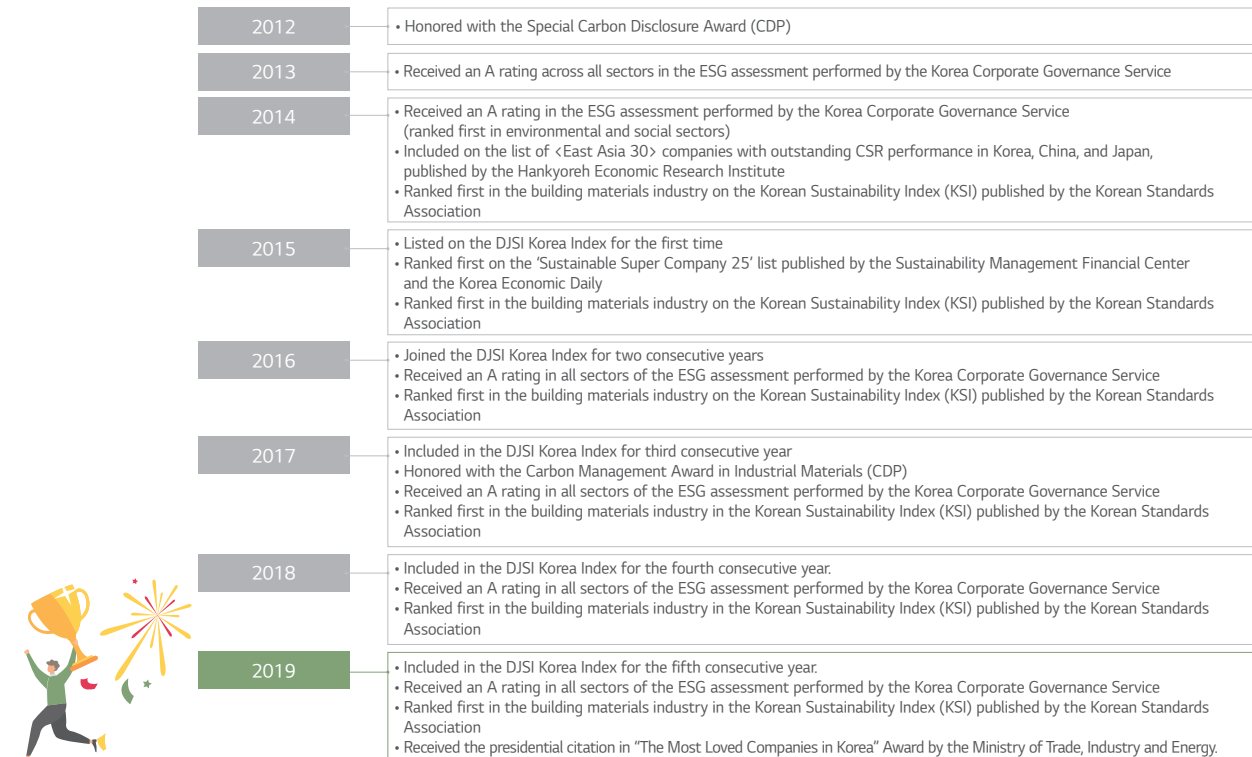 2012
• Honored with the Special Carbon Disclosure Award (CDP)
2013
• Received an A rating across all sectors in the ESG assessment performed by the Korea Corporate Governance Service
2014
• Received an A rating in the ESG assessment performed by the Korea Corporate Governance Service
(ranked first in environmental and social sectors)
• Included on the list of <East Asia 30> companies with outstanding CSR performance in Korea, China, and Japan,
published by the Hankyoreh Economic Research Institute
• Ranked first in the building materials industry on the Korean Sustainability Index (KSI) published by the Korean Standards
Association
2015
• Listed on the DJSI Korea Index for the first time
• Ranked first on the ‘Sustainable Super Company 25’ list published by the Sustainability Management Financial Center
and the Korea Economic Daily
• Ranked first in the building materials industry on the Korean Sustainability Index (KSI) published by the Korean Standards
Association
2016
• Joined the DJSI Korea Index for two consecutive years
• Received an A rating in all sectors of the ESG assessment performed by the Korea Corporate Governance Service
• Ranked first in the building materials industry on the Korean Sustainability Index (KSI) published by the Korean Standards
Association
2017
• Included in the DJSI Korea Index for third consecutive year
• Honored with the Carbon Management Award in Industrial Materials (CDP)
• Received an A rating in all sectors of the ESG assessment performed by the Korea Corporate Governance Service
• Ranked first in the building materials industry in the Korean Sustainability Index (KSI) published by the Korean Standards
Association
2018
• Included in the DJSI Korea Index for the fourth consecutive year.
• Received an A rating in all sectors of the ESG assessment performed by the Korea Corporate Governance Service
• Ranked first in the building materials industry in the Korean Sustainability Index (KSI) published by the Korean Standards
Association
2019
• Included in the DJSI Korea Index for the fifth consecutive year.
• Received an A rating in all sectors of the ESG assessment performed by the Korea Corporate Governance Service
• Ranked first in the building materials industry in the Korean Sustainability Index (KSI) published by the Korean Standards
Association
• Received the presidential citation in “The Most Loved Companies in Korea” Award by the Ministry of Trade, Industry and Energy.